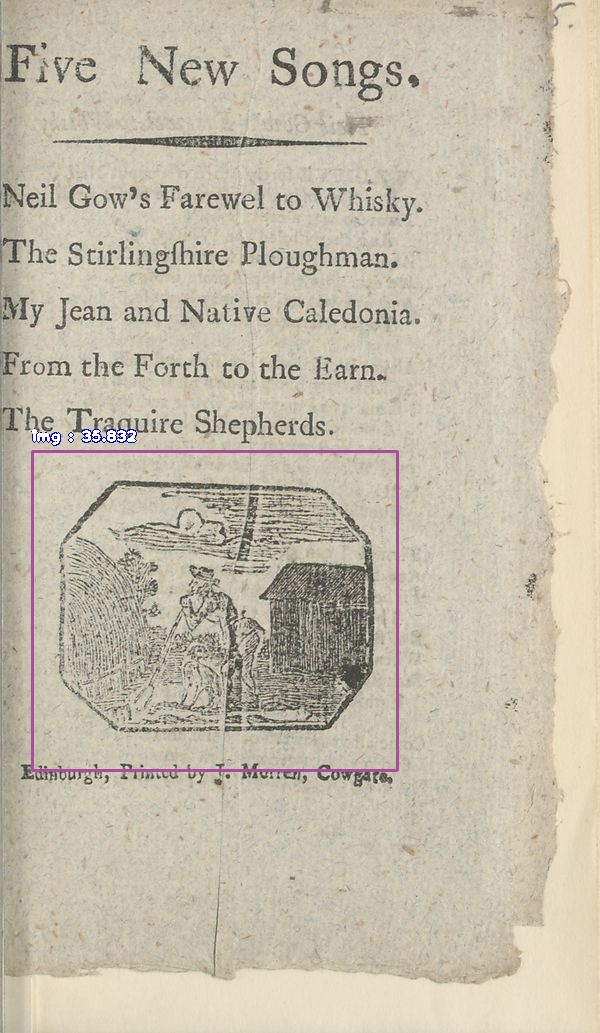 5.
Five New Songs.
Neil Gow's Farewel to Whisky.
The Stirlingſhire Ploughman.
My Jean and Native Caledonia.
From the Forth to the Earn.
The Traquire Shepherds.
img : 35.832
Edinburgh, Printed by J. Morren, Cowgate.